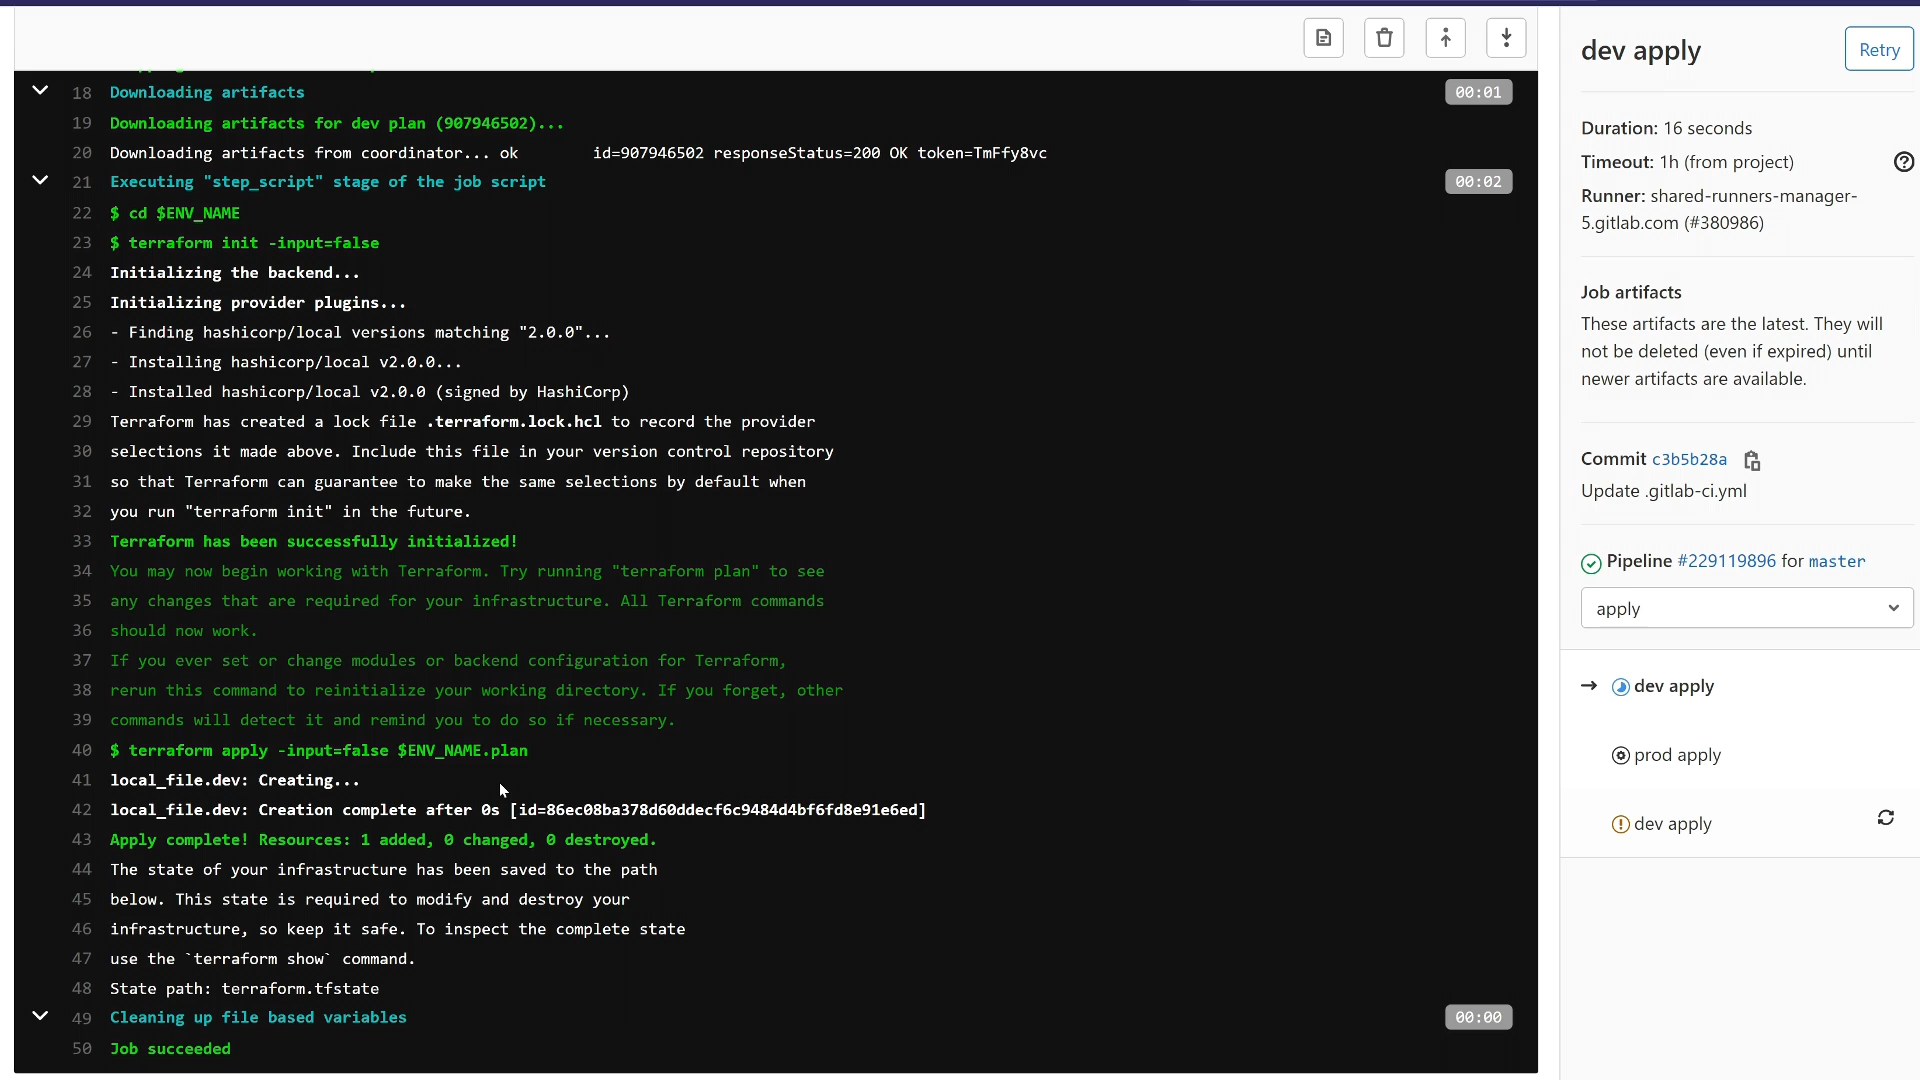 18 Downloading artifacts 00:01
19 Downloading artifacts for dev plan (907946502)...
20 Downloading artifacts from coordinator... ok id=907946502 responseStatus=200 OK token=TmFfy8vc
21 Executing "step_script" stage of the job script 00:02
22 $ cd $ENV_NAME
23 $ terraform init -input=false
24 Initializing the backend...
25 Initializing provider plugins...
26 - Finding hashicorp/local versions matching "2.0.0"...
27 - Installing hashicorp/local v2.0.0...
28 - Installed hashicorp/local v2.0.0 (signed by HashiCorp)
29 Terraform has created a lock file .terraform.lock.hcl to record the provider
30 selections it made above. Include this file in your version control repository
31 so that Terraform can guarantee to make the same selections by default when
32 you run "terraform init" in the future.
33 Terraform has been successfully initialized!
34 You may now begin working with Terraform. Try running "terraform plan" to see
35 any changes that are required for your infrastructure. All Terraform commands
36 should now work.
37 If you ever set or change modules or backend configuration for Terraform,
38 rerun this command to reinitialize your working directory. If you forget, other
39 commands will detect it and remind you to do so if necessary.
40 $ terraform apply -input=false $ENV_NAME.plan
41 local_file.dev: Creating...
42 local_file.dev: Creation complete after 0s [id=86ec08ba378d60ddecf6c9484d4bf6fd8e91e6ed]
43 Apply complete! Resources: 1 added, 0 changed, 0 destroyed.
44 The state of your infrastructure has been saved to the path
45 below. This state is required to modify and destroy your
46 infrastructure, so keep it safe. To inspect the complete state
47 use the `terraform show` command.
48 State path: terraform.tfstate
49 Cleaning up file based variables 00:00
50 Job succeeded
dev apply Retry
Duration: 16 seconds
Timeout: 1h (from project)
Runner: shared-runners-manager-
5.gitlab.com (#380986)
Job artifacts
These artifacts are the latest. They will
not be deleted (even if expired) until
newer artifacts are available.
Commit c3b5b28a
Update .gitlab-ci.yml
Pipeline #229119896 for master
apply
dev apply
prod apply
dev apply